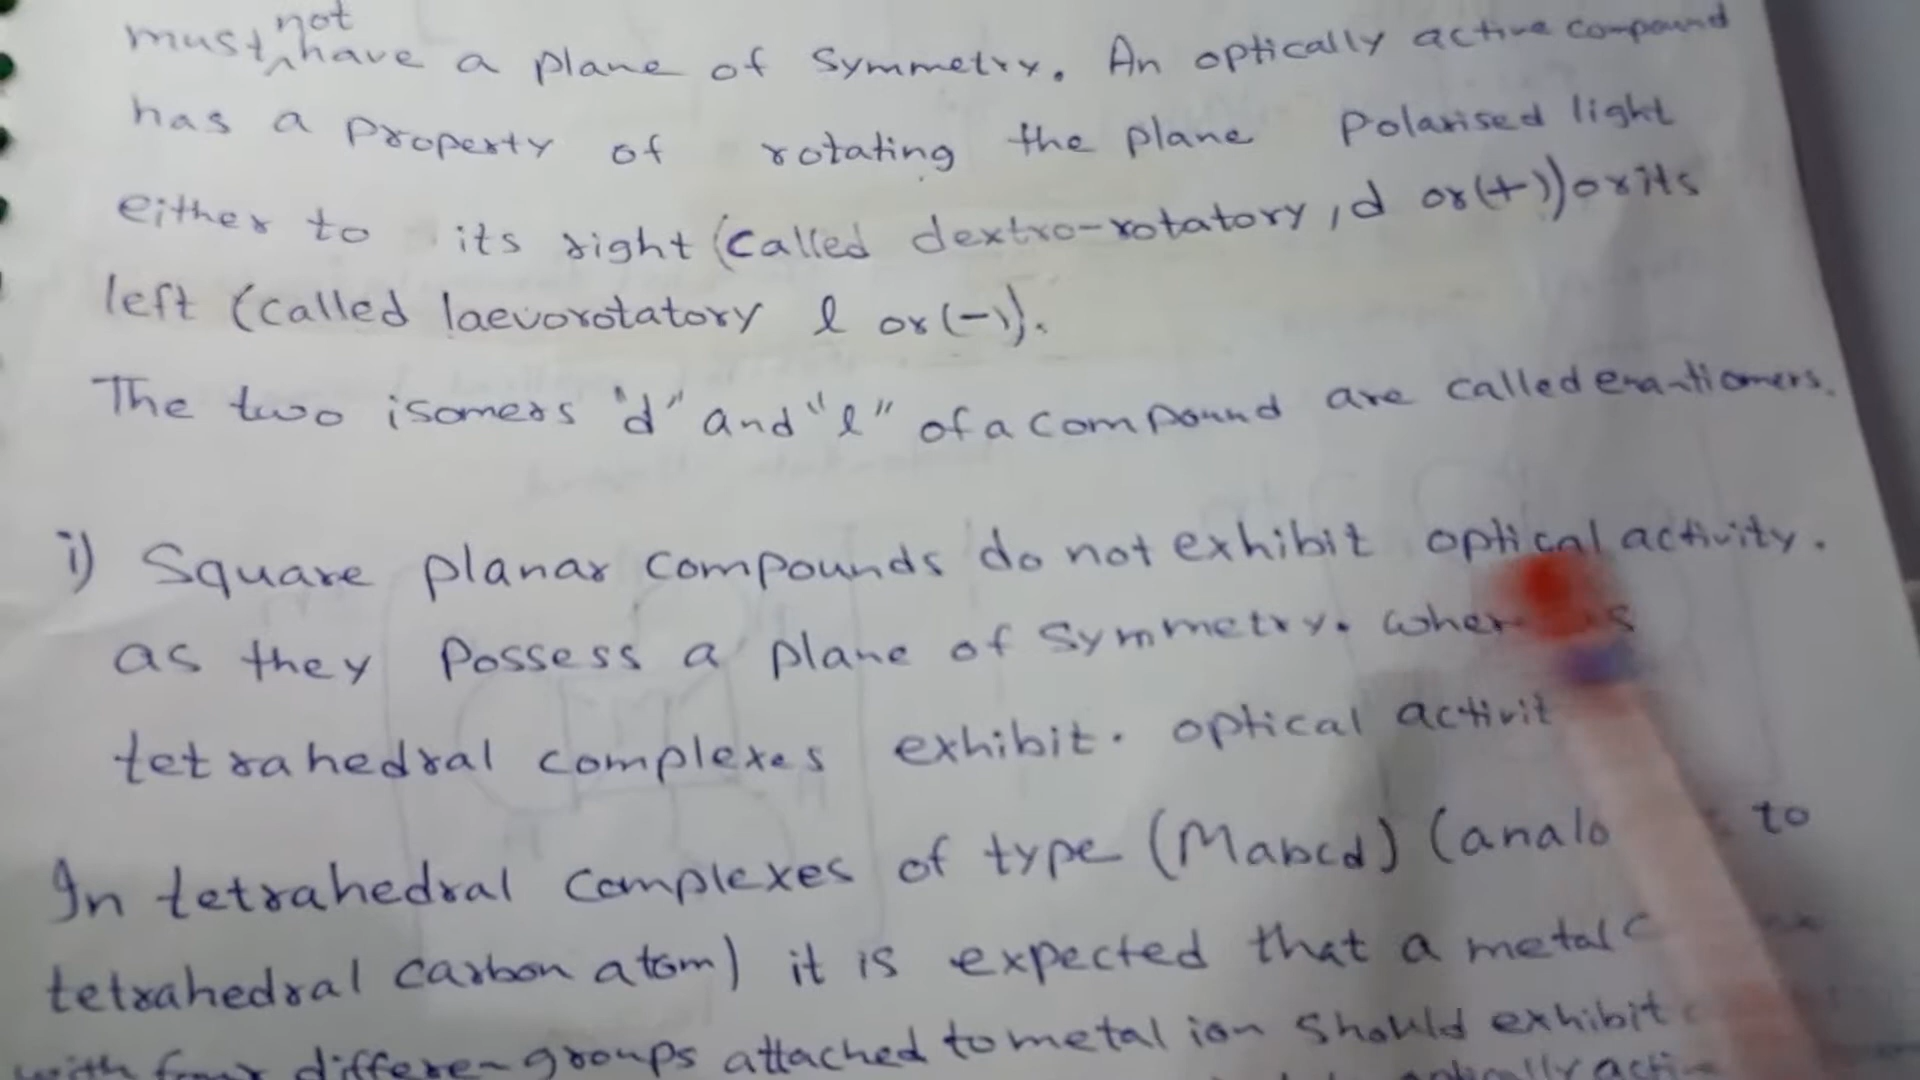 not
must ^ have a plane of Symmetry. An optically active compound
has a property of rotating the plane polarised light
either to its right (called dextro-rotatory, d or (+)) or its
left (called laevorotatory l or (-)).
The two isomers "d" and "l" of a compound are called enantiomers.
i) Square planar compounds do not exhibit optical activity.
as they possess a plane of Symmetry.
tetrahedral complexes exhibit. optical
In tetrahedral complexes of type (Mabcd) ( to
tetrahedral carbon atom) it is expected that a metal
with four differen groups attached to metal ion should exhibit